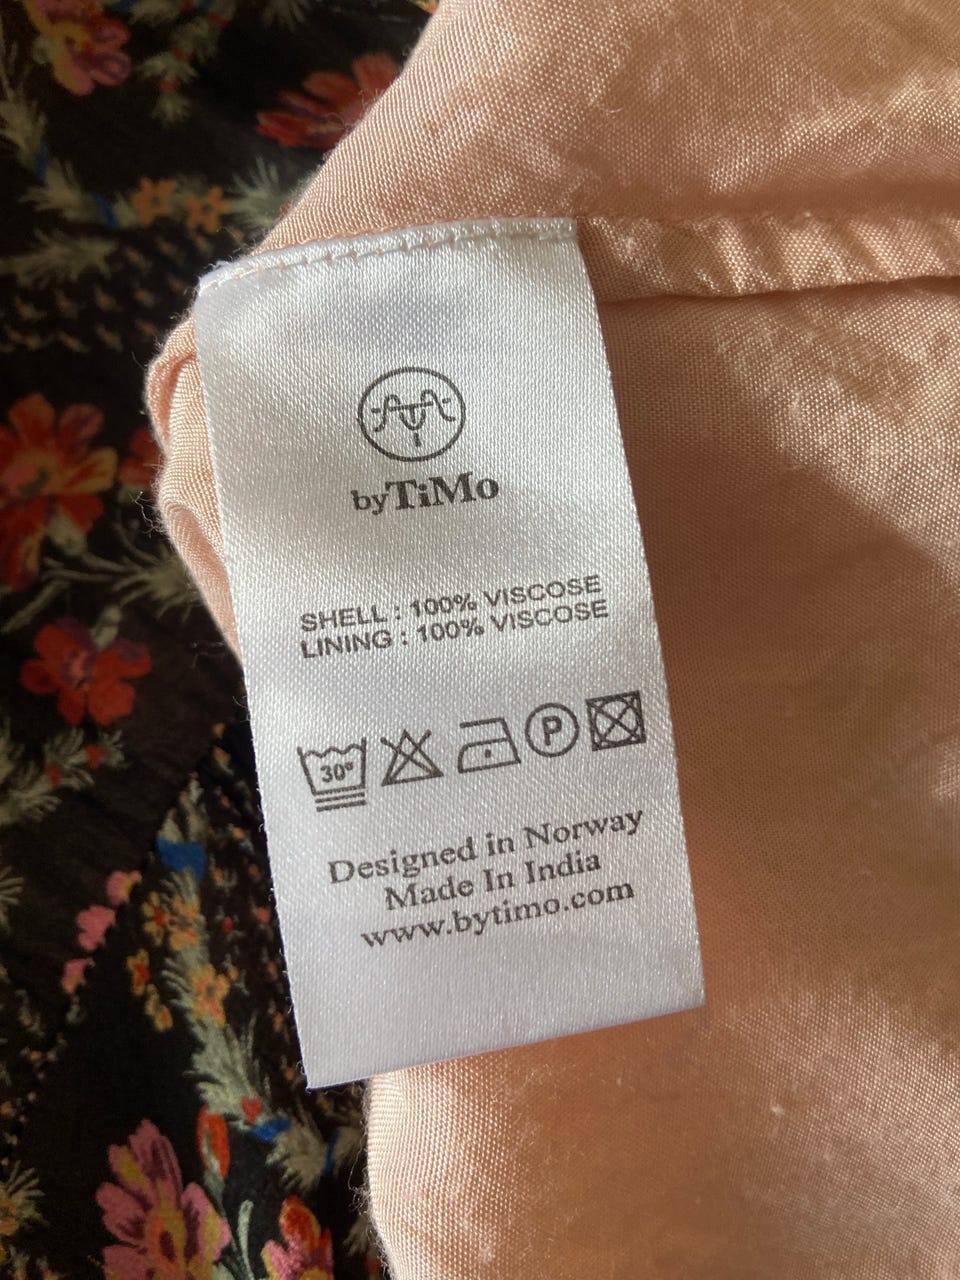 byTiMo
SHELL : 100% VISCOSE
LINING : 100% VISCOSE
30°
P
Designed in Norway
Made In India
www.bytimo.com